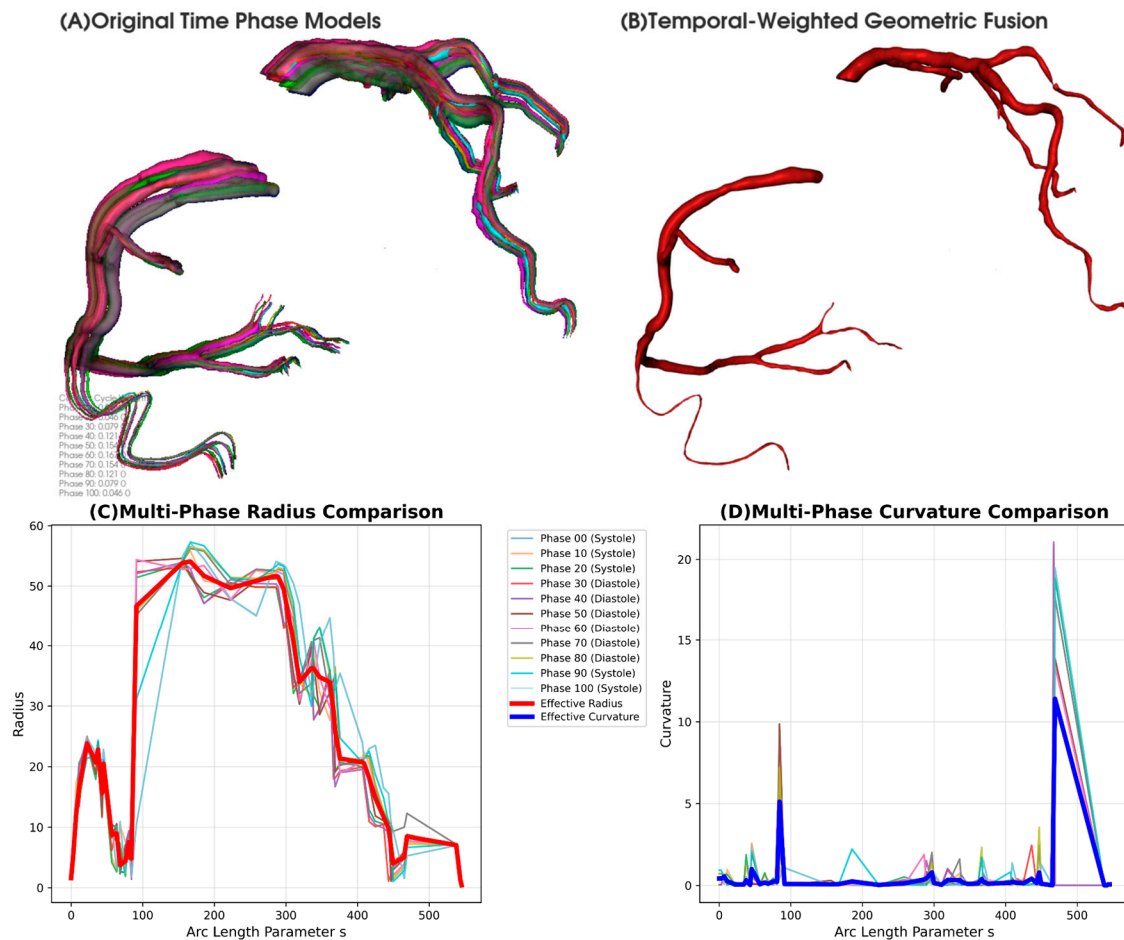 (A)Original Time Phase Models
(B)Temporal-Weighted Geometric Fusion
Cycle
Phase
Phase
Phase 30: 0.079 ()
Phase 40: 0.121
Phase 50: 0.154
Phase 60: 0.16
Phase 70: 0.154 ()
Phase 80: 0.121 ()
Phase 90: 0.079 ()
Phase 100: 0.046 ()
(C)Multi-Phase Radius Comparison
60
50
40
30
20
10
0
Radius
0 100 200 300 400 500
Arc Length Parameter s
Phase 00 (Systole)
Phase 10 (Systole)
Phase 20 (Systole)
Phase 30 (Diastole)
Phase 40 (Diastole)
Phase 50 (Diastole)
Phase 60 (Diastole)
Phase 70 (Diastole)
Phase 80 (Diastole)
Phase 90 (Systole)
Phase 100 (Systole)
Effective Radius
Effective Curvature
(D)Multi-Phase Curvature Comparison
20
15
10
5
0
Curvature
0 100 200 300 400 500
Arc Length Parameter s